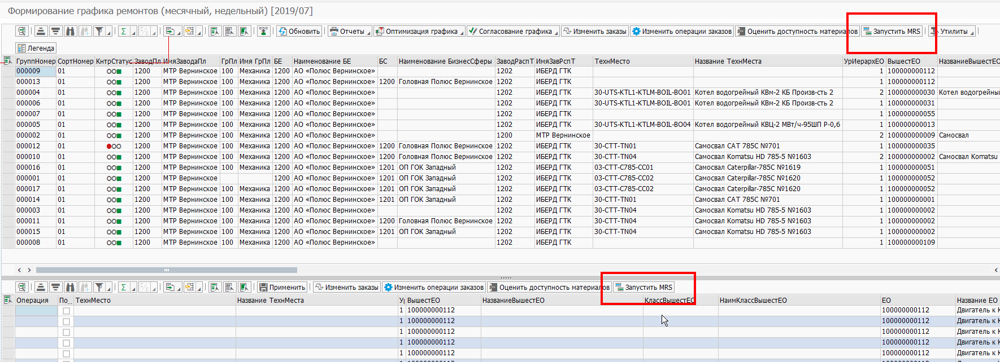 Формирование графика ремонтов (месячный, недельный) [2019/07]
Обновить Отчеты Оптимизация графика Согласование графика Изменить заказы Изменить операции заказов Оценить доступность материалов Запустить MRS Утилиты
Легенда
ГруппНомер СортНомер КнтрСтатус ЗаводПл ИмяЗаводаПл ГрПл Имя ГрПл БЕ Наименование БЕ БС Наименование БизнесСферы ЗаводРаспТ ИмяЗавРспТ ТехнМесто Название ТехнМеста УрИерархЕО ВышестЕО НазваниеВышестЕО
000009 01 1200 МТР Вернинское 100 Механика 1200 АО «Полюс Вернинское» 1202 ИБЕРД ГТК 1 100000000112
000013 01 1200 МТР Вернинское 100 Механика 1200 АО «Полюс Вернинское» 1200 Головная Полюс Вернинское 1202 ИБЕРД ГТК 1 100000000112
000004 01 1200 МТР Вернинское 100 Механика 1200 АО «Полюс Вернинское» 1202 ИБЕРД ГТК 30-UTS-KTL1-KTLM-BOIL-BO01 Котел водогрейный КВм-2 КБ Произв-сть 2 2 100000000030 Котел водогрейны
000006 01 1200 МТР Вернинское 100 Механика 1200 АО «Полюс Вернинское» 1202 ИБЕРД ГТК 30-UTS-KTL1-KTLM-BOIL-BO01 Котел водогрейный КВм-2 КБ Произв-сть 2 1 100000000031
000007 01 1200 МТР Вернинское 100 Механика 1200 АО «Полюс Вернинское» 1202 ИБЕРД ГТК 1 100000000055
000005 01 1200 МТР Вернинское 100 Механика 1200 АО «Полюс Вернинское» 1202 ИБЕРД ГТК 30-UTS-KTL1-KTLM-BOIL-BO04 Котел водогрейный КВЦ-2 МВт/ч-95ШП Р-0,6 1 100000000013
000002 01 1200 МТР Вернинское 100 Механика 1200 АО «Полюс Вернинское» 1200 МТР Вернинское 2 100000000009 Самосвал
000012 01 1200 МТР Вернинское 100 Механика 1200 АО «Полюс Вернинское» 1200 Головная Полюс Вернинское 1202 ИБЕРД ГТК 30-CTT-TN01 Самосвал CAT 785C №701 1 100000000035
000010 01 1200 МТР Вернинское 100 Механика 1200 АО «Полюс Вернинское» 1200 Головная Полюс Вернинское 1202 ИБЕРД ГТК 30-CTT-TN04 Самосвал Komatsu HD 785-5 №1603 2 100000000002 Самосвал Komatsu
000016 01 1200 МТР Вернинское 100 Механика 1200 АО «Полюс Вернинское» 1201 ОП ГОК Западный 1202 ИБЕРД ГТК 03-CTT-C785-CC01 Самосвал Caterpillar-785C №1619 1 100000000051
000001 01 1200 МТР Вернинское 1200 АО «Полюс Вернинское» 1201 ОП ГОК Западный 1202 ИБЕРД ГТК 03-CTT-C785-CC02 Самосвал Caterpillar-785C №1620 1 100000000052
000017 01 1200 МТР Вернинское 100 Механика 1200 АО «Полюс Вернинское» 1201 ОП ГОК Западный 1202 ИБЕРД ГТК 03-CTT-C785-CC02 Самосвал Caterpillar-785C №1620 1 100000000052
000014 01 1200 МТР Вернинское 100 Механика 1200 АО «Полюс Вернинское» 1201 ОП ГОК Западный 1202 ИБЕРД ГТК 30-CTT-TN01 Самосвал CAT 785C №701 1 100000000001
000003 01 1200 МТР Вернинское 100 Механика 1200 АО «Полюс Вернинское» 1202 ИБЕРД ГТК 30-CTT-TN04 Самосвал Komatsu HD 785-5 №1603 1 100000000002
000011 01 1200 МТР Вернинское 100 Механика 1200 АО «Полюс Вернинское» 1200 Головная Полюс Вернинское 1202 ИБЕРД ГТК 30-CTT-TN04 Самосвал Komatsu HD 785-5 №1603 1 100000000002
000015 01 1200 МТР Вернинское 100 Механика 1200 АО «Полюс Вернинское» 1201 ОП ГОК Западный 1202 ИБЕРД ГТК 30-CTT-TN04 Самосвал Komatsu HD 785-5 №1603 1 100000000002
000008 01 1200 МТР Вернинское 100 Механика 1200 АО «Полюс Вернинское» 1202 ИБЕРД ГТК 1 100000000109
Применить Изменить заказы Изменить операции заказов Оценить доступность материалов Запустить MRS
Операция По... ТехнМесто Название ТехнМеста Ур ВышестЕО НазваниеВышестЕО КлассВышестЕО НаимКлассВышестЕО ЕО Название ЕО
1 100000000112 100000000112 Двигатель к К
1 100000000112 100000000112 Двигатель к К
1 100000000112 100000000112 Двигатель к К
1 100000000112 100000000112 Двигатель к К
1 100000000112 100000000112 Двигатель к К